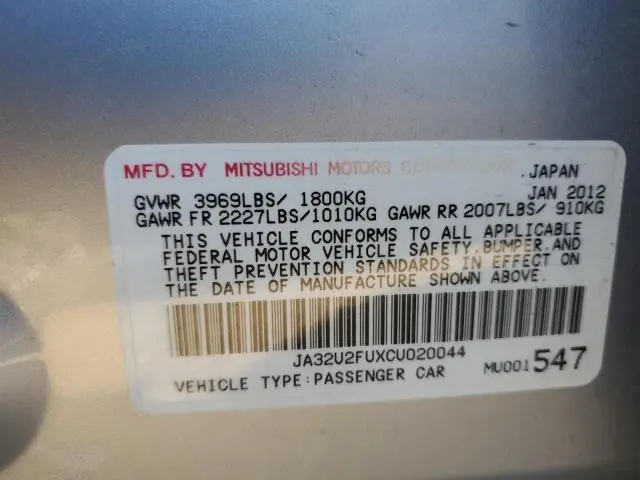 MFD. BY MITSUBISHI MOTORS CORPORATION, JAPAN
GVWR 3969LBS/ 1800KG JAN 2012
GAWR FR 2227LBS/1010KG GAWR RR 2007LBS/ 910KG
THIS VEHICLE CONFORMS TO ALL APPLICABLE
FEDERAL MOTOR VEHICLE SAFETY, BUMPER, AND
THEFT PREVENTION STANDARDS IN EFFECT ON
THE DATE OF MANUFACTURE SHOWN ABOVE.
JA32U2FUXCU020044
VEHICLE TYPE:PASSENGER CAR MU001547